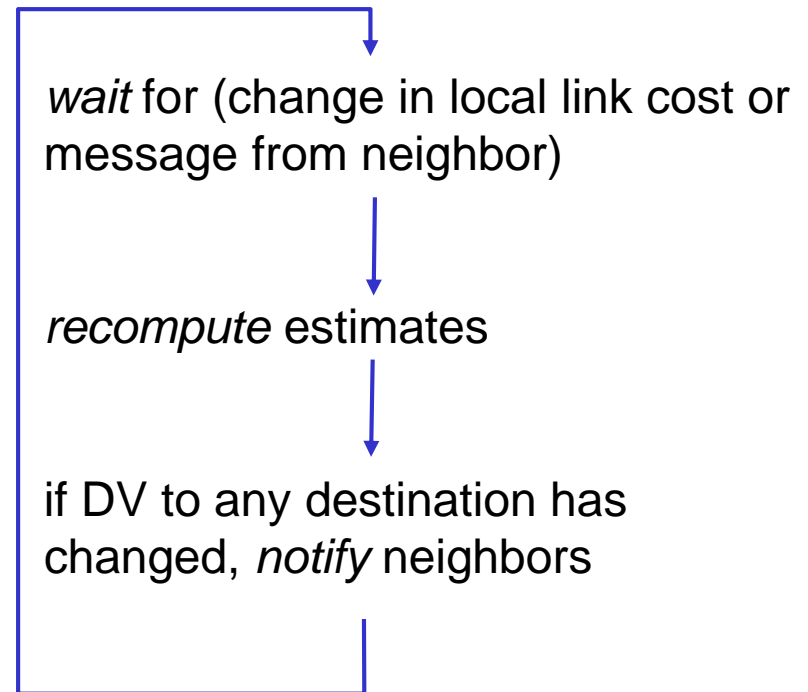 wait for (change in local link cost or
message from neighbor)
recompute estimates
if DV to any destination has
changed, notify neighbors